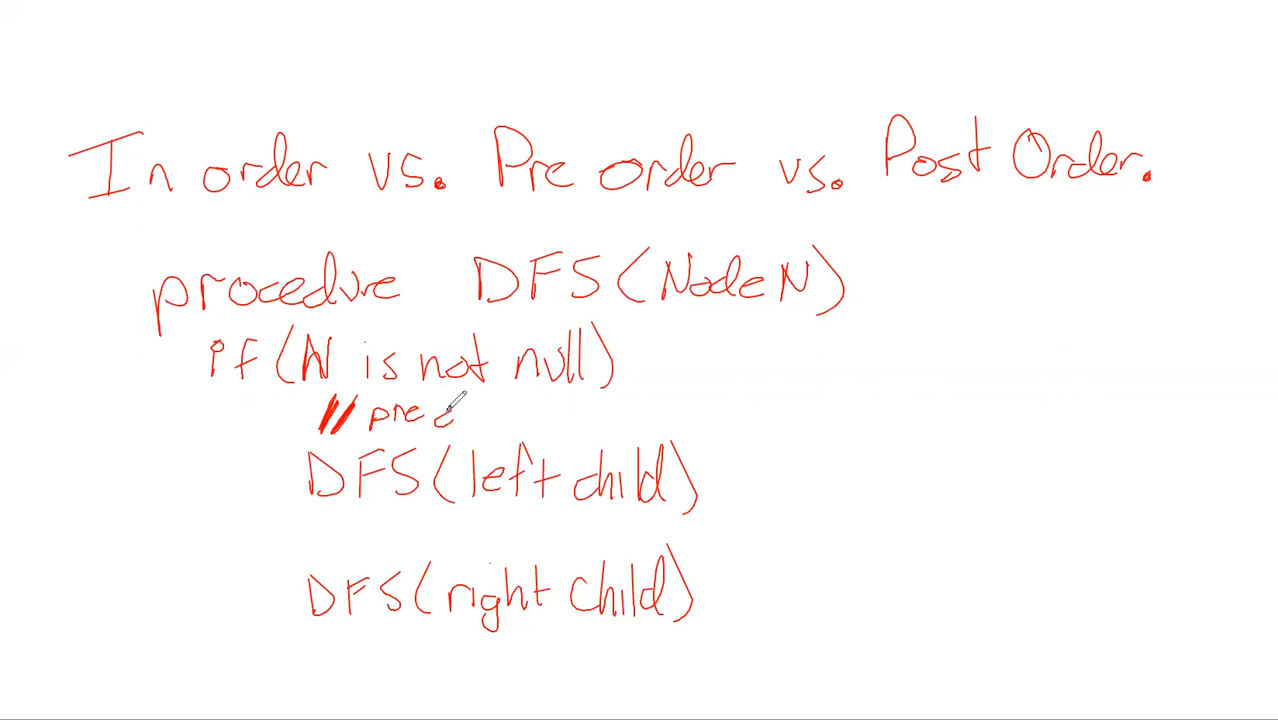 In order vs. Pre order vs. Post Order.
procedure DFS(Node N)
if(N is not null)
// pre
DFS(left child)
DFS(right child)